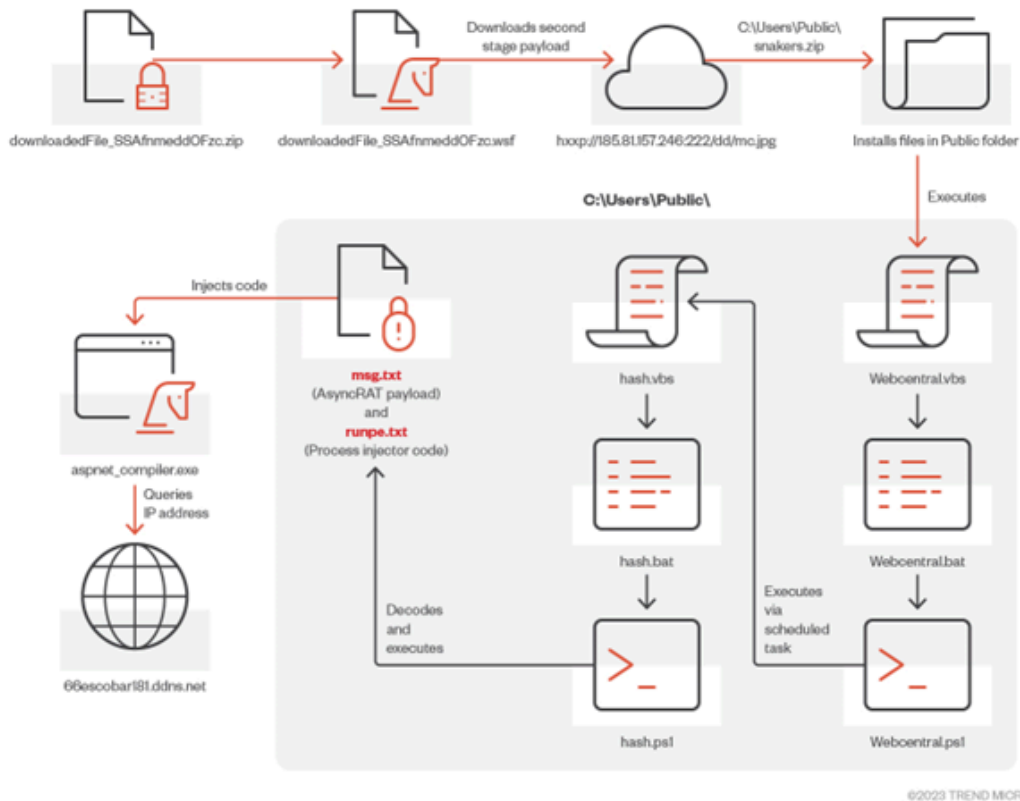 Downloads second
stage payload
C:\Users\Public\
snakers.zip
downloadedFile_SSAfnmeddOFzc.zip
downloadedFile_SSAfnmeddOFzc.wsf
hxxp://185.81.157.246:222/dd/mc.jpg
Installs files in Public folder
Executes
C:\Users\Public\
Injects code
msg.txt
(AsyncRAT payload)
and
runpe.txt
(Process injector code)
hash.vbs
Webcentral.vbs
aspnet_compiler.exe
Queries
IP address
hash.bat
Webcentral.bat
Decodes
and
executes
Executes
via
scheduled
task
66escobar181.ddns.net
hash.ps1
Webcentral.ps1
©2023 TREND MICR